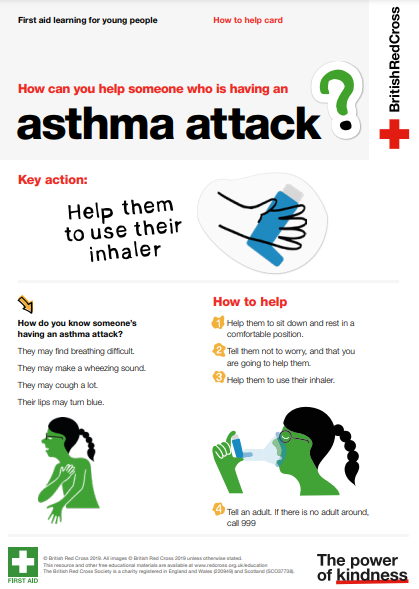 First aid learning for young people
How to help card
BritishRedCross
How can you help someone who is having an
asthma attack
?
Key action:
Help them
to use their
inhaler
How do you know someone's
having an asthma attack?
They may find breathing difficult.
They may make a wheezing sound.
They may cough a lot.
Their lips may turn blue.
How to help
1 Help them to sit down and rest in a
comfortable position.
2 Tell them not to worry, and that you
are going to help them.
3 Help them to use their inhaler.
4 Tell an adult. If there is no adult around,
call 999
FIRST AID
© British Red Cross 2019. All images © British Red Cross 2019 unless otherwise stated.
This resource and other free educational materials are available at www.redcross.org.uk/education
The British Red Cross Society is a charity registered in England and Wales (220949) and Scotland (SC037738).
The power
of kindness